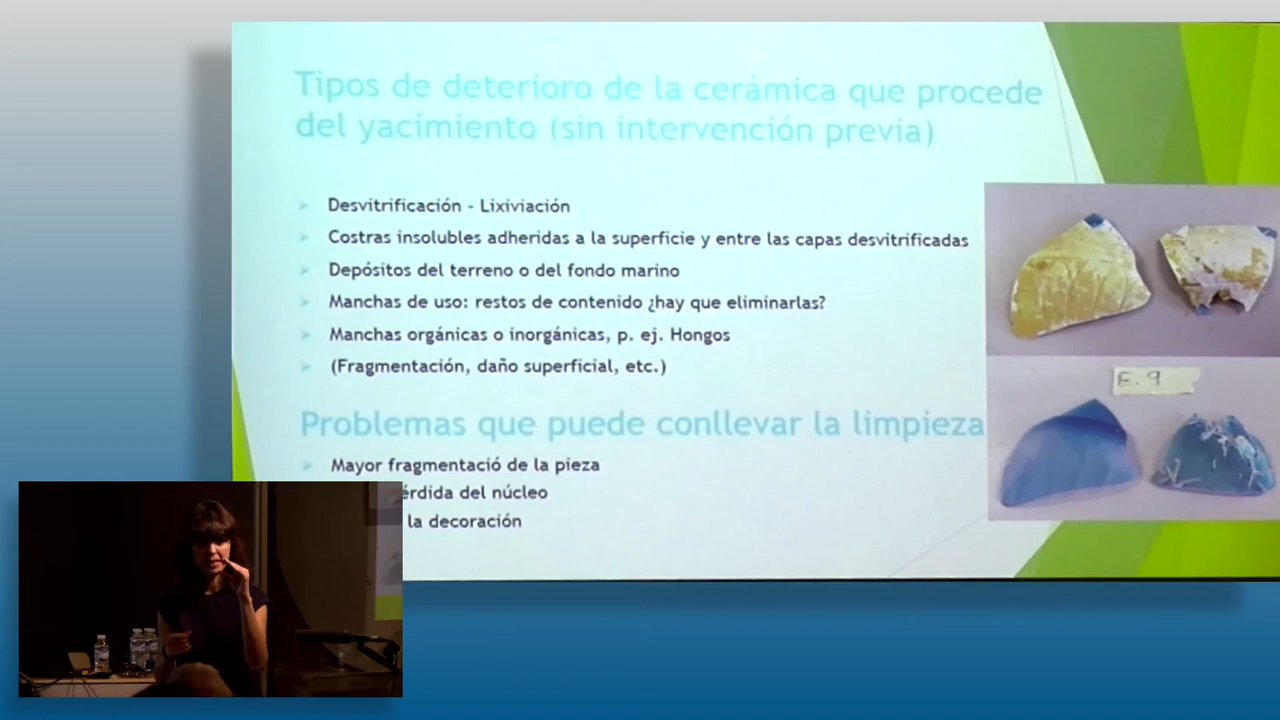 Tipos de deterioro de la cerámica que procede
del yacimiento (sin intervención previa)
Desvitrificación - Lixiviación
Costras insolubles adheridas a la superficie y entre las capas desvitrificadas
Depósitos del terreno o del fondo marino
Manchas de uso: restos de contenido ¿hay que eliminarlas?
Manchas orgánicas o inorgánicas, p. ej. Hongos
(Fragmentación, daño superficial, etc.)
E. 9
Problemas que puede conllevar la limpieza
Mayor fragmentació de la pieza
érdida del núcleo
la decoración